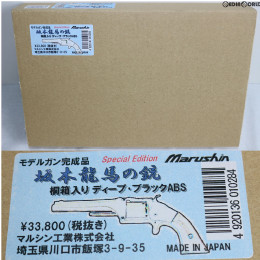 モデルガン完成品
Special Edition
Marushin
坂本龍馬の銃
桐箱入り ディープ・ブラックABS
¥33,800(税抜き)
マルシン工業株式会社
埼玉県川口市飯塚3-9-35
MADE IN JAPAN
4 920136 010284